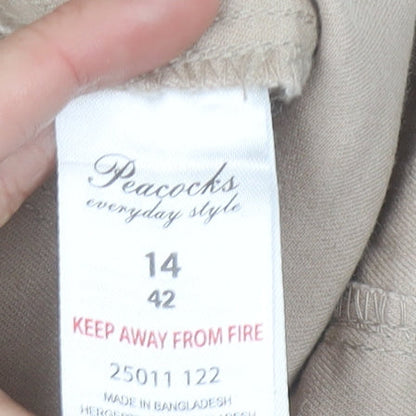 Peacocks
everyday style
14
42
KEEP AWAY FROM FIRE
25011 122
MADE IN BANGLADESH